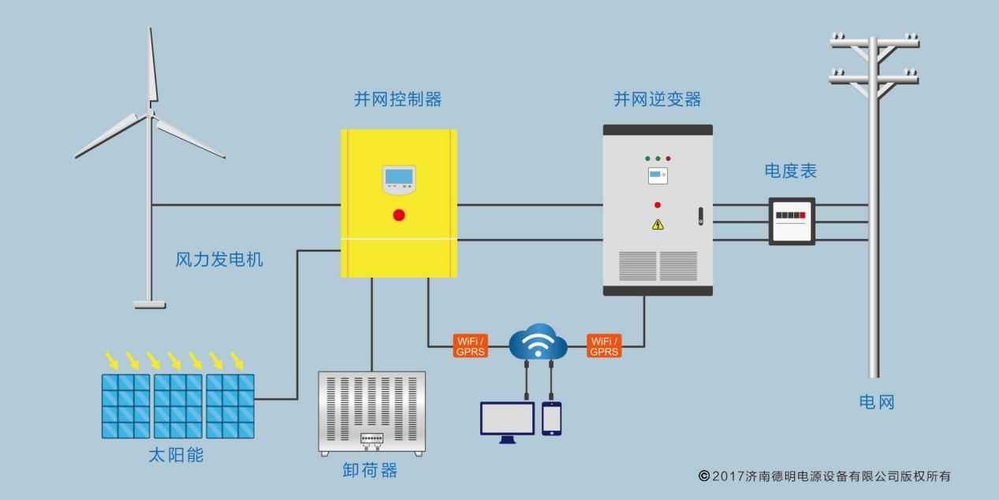 并网控制器
并网逆变器
电度表
风力发电机
WiFi /
GPRS
WiFi /
GPRS
电网
太阳能
卸荷器
©2017济南德明电源设备有限公司版权所有